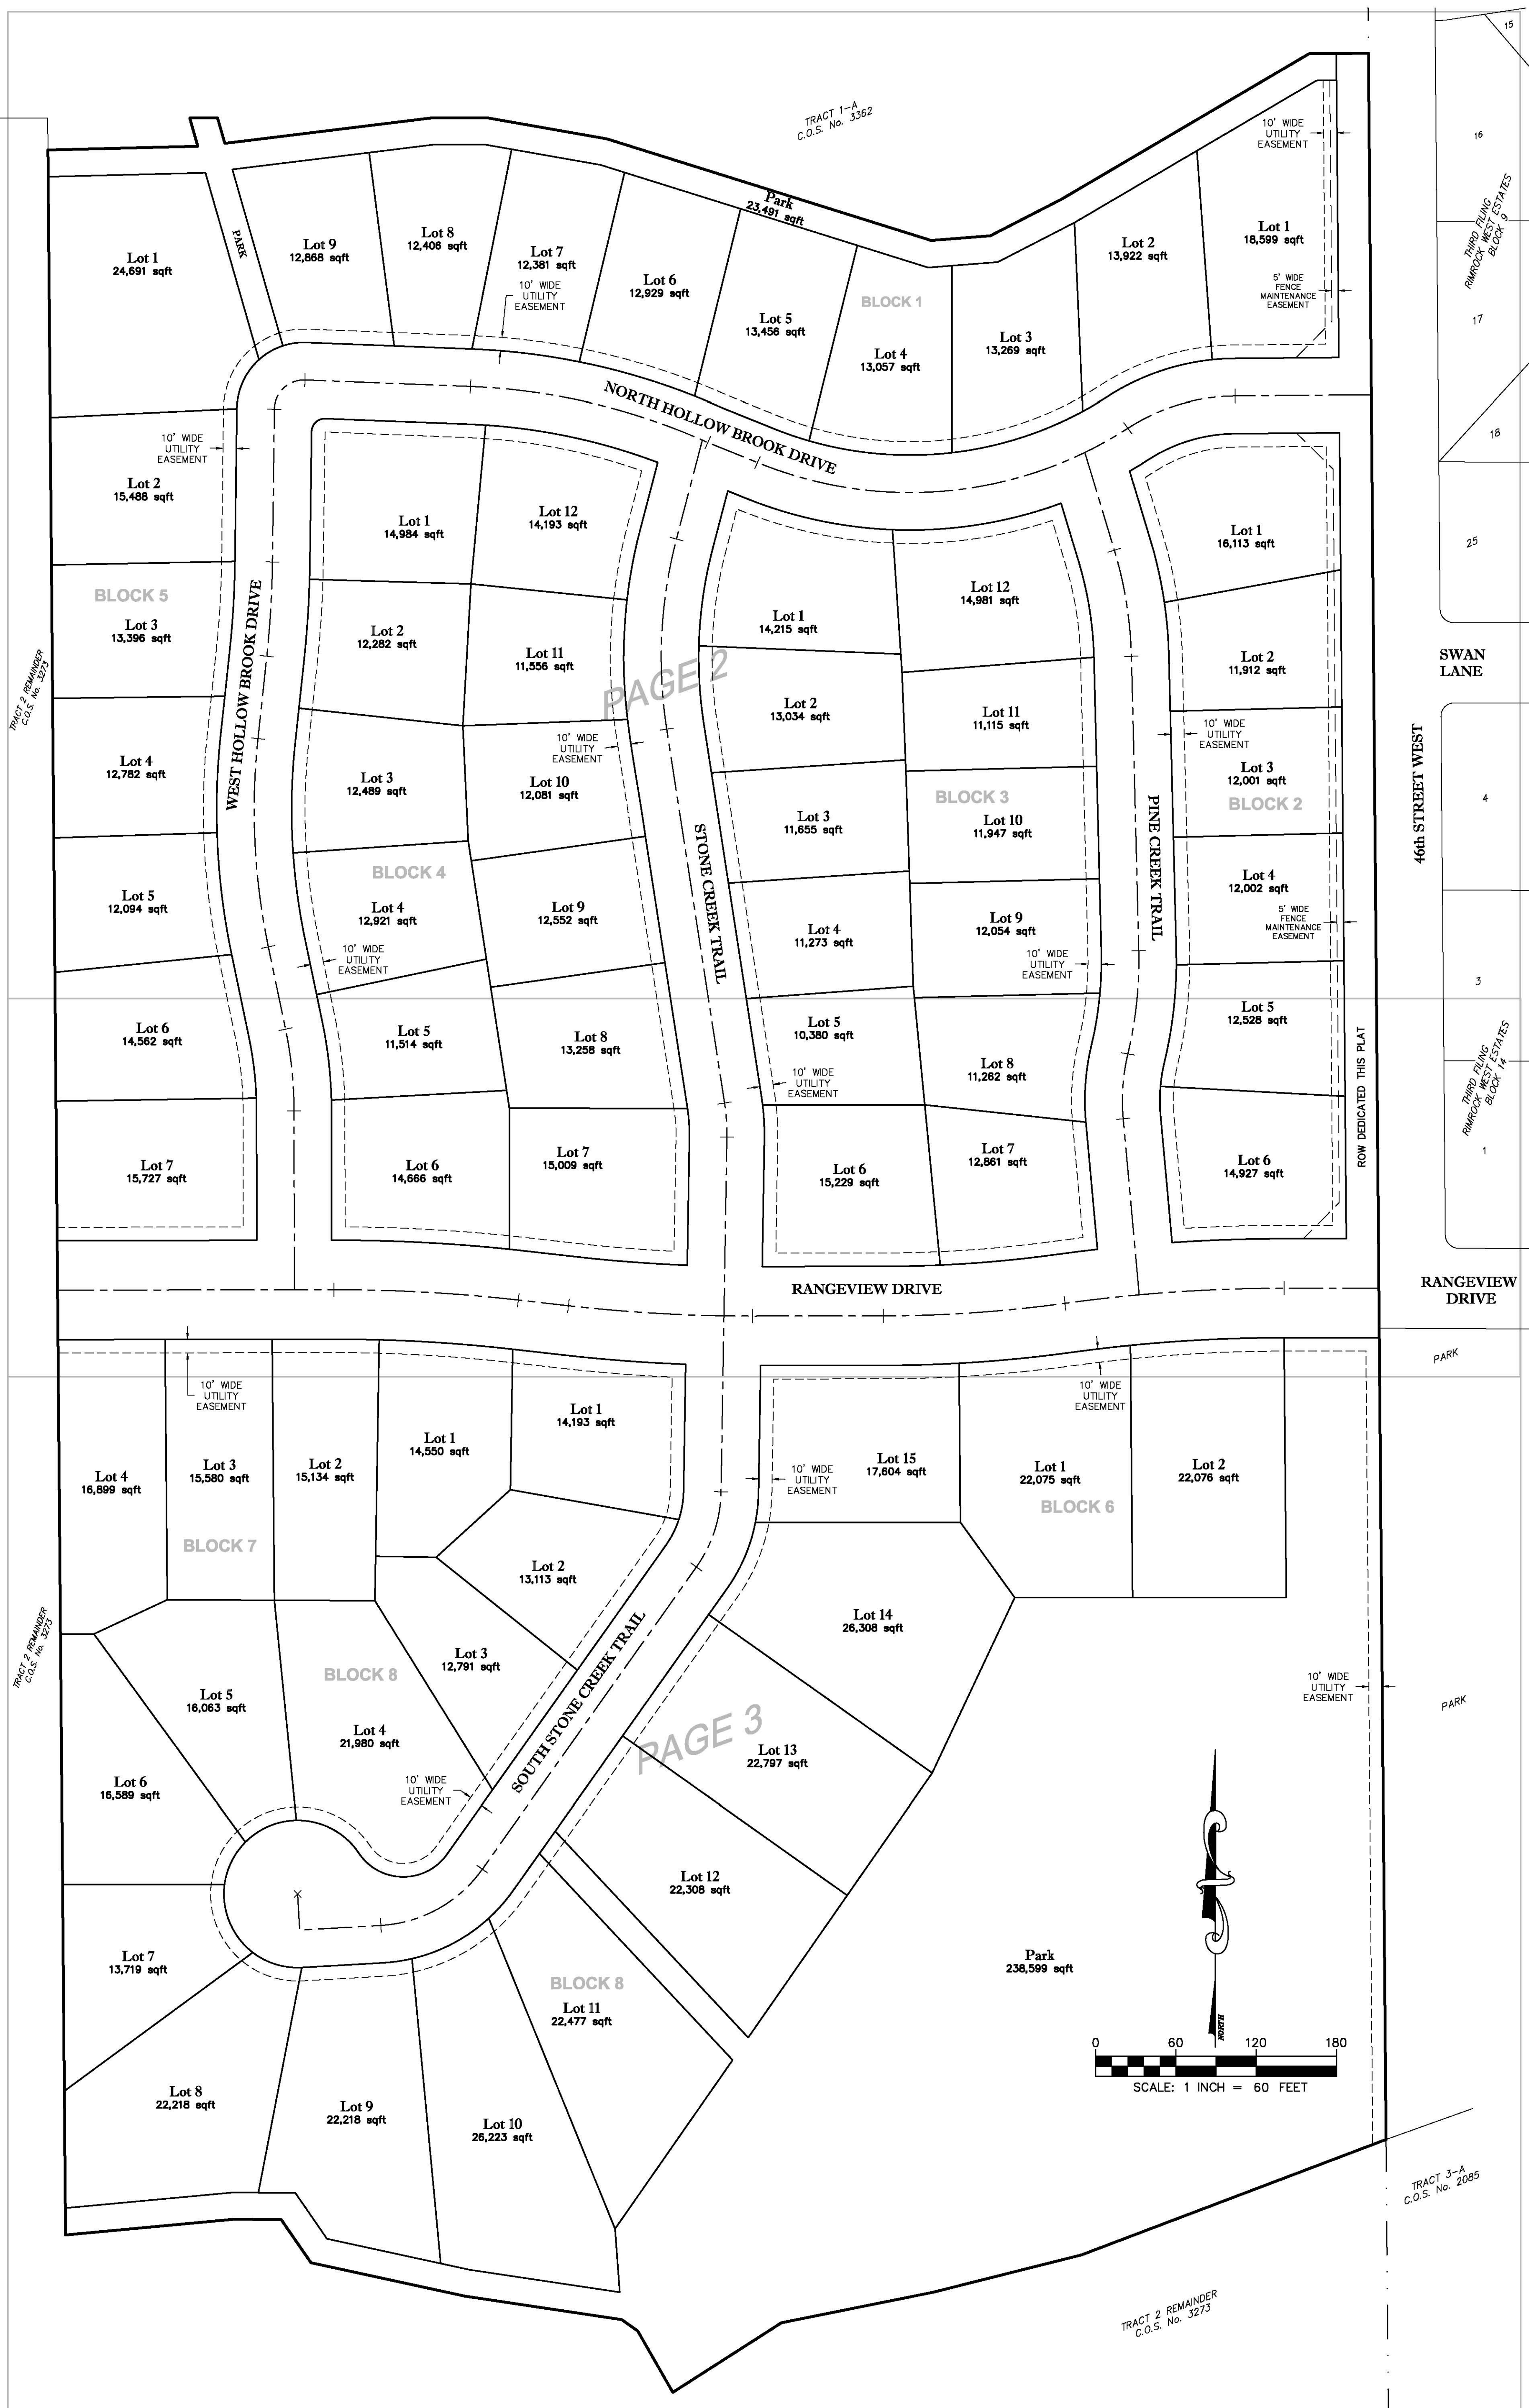 15
TRACT 1-A
C.O.S. No. 3362
10' WIDE
UTILITY
EASEMENT
16
THIRD FILING
RIMROCK WEST ESTATES
BLOCK 9
Park
23,491 sqft
PARK
Lot 1
24,691 sqft
Lot 9
12,868 sqft
Lot 8
12,406 sqft
Lot 7
12,381 sqft
10' WIDE
UTILITY
EASEMENT
Lot 6
12,929 sqft
Lot 5
13,456 sqft
BLOCK 1
Lot 4
13,057 sqft
Lot 3
13,269 sqft
Lot 2
13,922 sqft
Lot 1
18,599 sqft
5' WIDE
FENCE
MAINTENANCE
EASEMENT
17
18
25
NORTH HOLLOW BROOK DRIVE
10' WIDE
UTILITY
EASEMENT
Lot 2
15,488 sqft
BLOCK 5
Lot 3
13,396 sqft
Lot 4
12,782 sqft
Lot 5
12,094 sqft
Lot 6
14,562 sqft
Lot 7
15,727 sqft
TRACT 2 REMAINDER
C.O.S. No. 3273
WEST HOLLOW BROOK DRIVE
Lot 1
14,984 sqft
Lot 12
14,193 sqft
Lot 2
12,282 sqft
Lot 11
11,556 sqft
PAGE 2
Lot 3
12,489 sqft
10' WIDE
UTILITY
EASEMENT
Lot 10
12,081 sqft
BLOCK 4
Lot 4
12,921 sqft
Lot 9
12,552 sqft
10' WIDE
UTILITY
EASEMENT
Lot 5
11,514 sqft
Lot 8
13,258 sqft
Lot 6
14,666 sqft
Lot 7
15,009 sqft
STONE CREEK TRAIL
Lot 1
14,215 sqft
Lot 12
14,981 sqft
Lot 2
13,034 sqft
Lot 11
11,115 sqft
BLOCK 3
Lot 3
11,655 sqft
Lot 10
11,947 sqft
Lot 4
11,273 sqft
Lot 9
12,054 sqft
10' WIDE
UTILITY
EASEMENT
Lot 5
10,380 sqft
10' WIDE
UTILITY
EASEMENT
Lot 8
11,262 sqft
Lot 6
15,229 sqft
Lot 7
12,861 sqft
PINE CREEK TRAIL
Lot 1
16,113 sqft
Lot 2
11,912 sqft
10' WIDE
UTILITY
EASEMENT
Lot 3
12,001 sqft
BLOCK 2
Lot 4
12,002 sqft
5' WIDE
FENCE
MAINTENANCE
EASEMENT
Lot 5
12,528 sqft
Lot 6
14,927 sqft
ROW DEDICATED THIS PLAT
46th STREET WEST
SWAN
LANE
4
3
THIRD FILING
RIMROCK WEST ESTATES
BLOCK 14
1
RANGEVIEW DRIVE
RANGEVIEW
DRIVE
PARK
10' WIDE
UTILITY
EASEMENT
Lot 4
16,899 sqft
Lot 3
15,580 sqft
Lot 2
15,134 sqft
BLOCK 7
Lot 1
14,550 sqft
Lot 1
14,193 sqft
10' WIDE
UTILITY
EASEMENT
Lot 15
17,604 sqft
10' WIDE
UTILITY
EASEMENT
Lot 1
22,075 sqft
BLOCK 6
Lot 2
22,076 sqft
Lot 2
13,113 sqft
Lot 3
12,791 sqft
SOUTH STONE CREEK TRAIL
Lot 14
26,308 sqft
TRACT 2 REMAINDER
C.O.S. No. 3273
BLOCK 8
Lot 5
16,063 sqft
Lot 4
21,980 sqft
Lot 6
16,589 sqft
10' WIDE
UTILITY
EASEMENT
PAGE 3
Lot 13
22,797 sqft
10' WIDE
UTILITY
EASEMENT
PARK
Lot 12
22,308 sqft
Lot 7
13,719 sqft
BLOCK 8
Lot 11
22,477 sqft
Park
238,599 sqft
NORTH
0 60 120 180
SCALE: 1 INCH = 60 FEET
Lot 8
22,218 sqft
Lot 9
22,218 sqft
Lot 10
26,223 sqft
TRACT 3-A
C.O.S. No. 2085
TRACT 2 REMAINDER
C.O.S. No. 3273